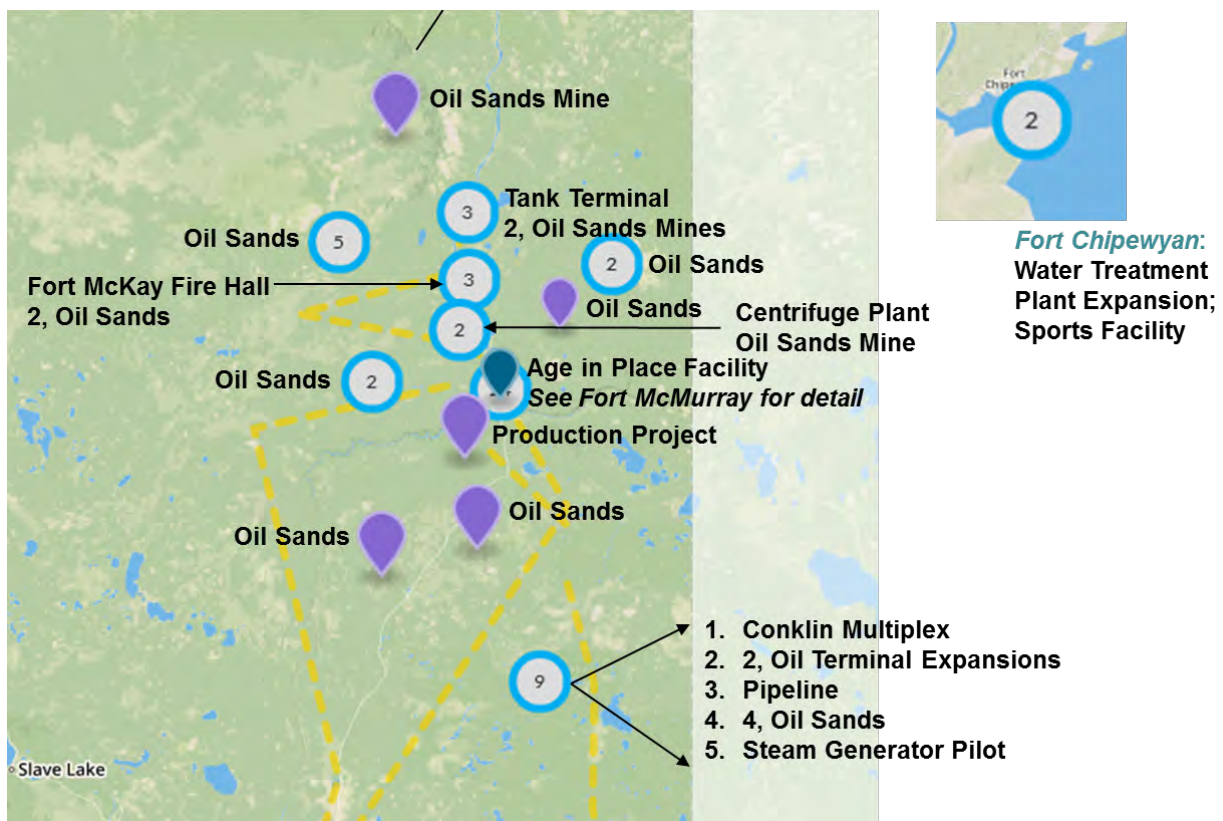 Oil Sands Mine
Fort
Chipewyan
2
3
Tank Terminal
2, Oil Sands Mines
Oil Sands
5
2
Oil Sands
Fort Chipewyan:
Water Treatment
Plant Expansion;
Sports Facility
Fort McKay Fire Hall
2, Oil Sands
3
Oil Sands
2
Centrifuge Plant
Oil Sands Mine
Oil Sands
2
Age in Place Facility
See Fort McMurray for detail
Production Project
Oil Sands
Oil Sands
9
1. Conklin Multiplex
2. 2, Oil Terminal Expansions
3. Pipeline
4. 4, Oil Sands
5. Steam Generator Pilot
Slave Lake